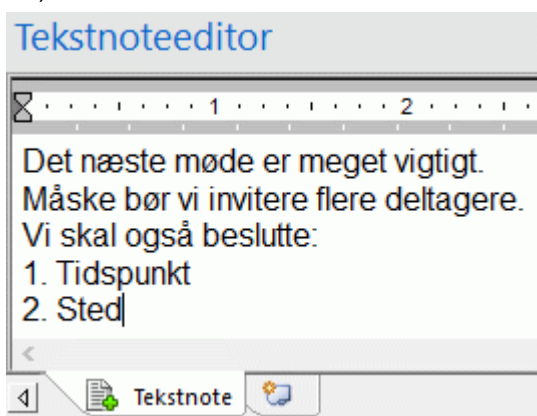 Tekstnoteeditor
1 2
Det næste møde er meget vigtigt.
Måske bør vi invitere flere deltagere.
Vi skal også beslutte:
1. Tidspunkt
2. Sted
Tekstnote